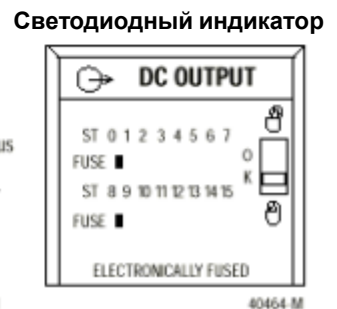 Светодиодный индикатор
DC OUTPUT
ST 0 1 2 3 4 5 6 7
FUSE
ST 8 9 10 11 12 13 14 15
FUSE
O
K
ELECTRONICALLY FUSED
40464-M